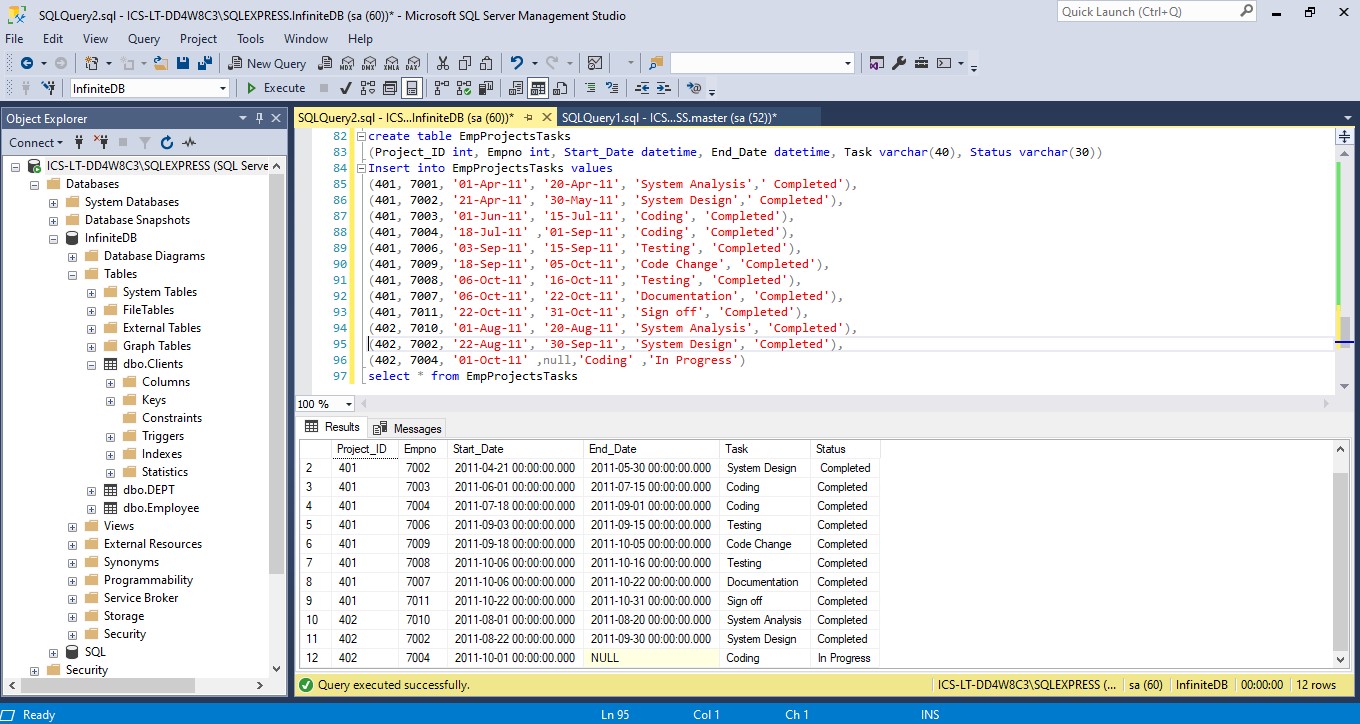 SQLQuery2.sql - ICS-LT-DD4W8C3\SQLEXPRESS.InfiniteDB (sa (60))* - Microsoft SQL Server Management Studio
Quick Launch (Ctrl+Q)
File Edit View Query Project Tools Window Help
New Query MDX DMX XMLA DAX
InfiniteDB Execute
Object Explorer
Connect
ICS-LT-DD4W8C3\SQLEXPRESS (SQL Serve
Databases
System Databases
Database Snapshots
InfiniteDB
Database Diagrams
Tables
System Tables
FileTables
External Tables
Graph Tables
dbo.Clients
Columns
Keys
Constraints
Triggers
Indexes
Statistics
dbo.DEPT
dbo.Employee
Views
External Resources
Synonyms
Programmability
Service Broker
Storage
Security
SQL
Security
SQLQuery2.sql - ICS...InfiniteDB (sa (60))* SQLQuery1.sql - ICS...SS.master (sa (52))*
82 create table EmpProjectsTasks
83 (Project_ID int, Empno int, Start_Date datetime, End_Date datetime, Task varchar(40), Status varchar(30))
84 Insert into EmpProjectsTasks values
85 (401, 7001, '01-Apr-11', '20-Apr-11', 'System Analysis',' Completed'),
86 (401, 7002, '21-Apr-11', '30-May-11', 'System Design',' Completed'),
87 (401, 7003, '01-Jun-11', '15-Jul-11', 'Coding', 'Completed'),
88 (401, 7004, '18-Jul-11' ,'01-Sep-11', 'Coding', 'Completed'),
89 (401, 7006, '03-Sep-11', '15-Sep-11', 'Testing', 'Completed'),
90 (401, 7009, '18-Sep-11', '05-Oct-11', 'Code Change', 'Completed'),
91 (401, 7008, '06-Oct-11', '16-Oct-11', 'Testing', 'Completed'),
92 (401, 7007, '06-Oct-11', '22-Oct-11', 'Documentation', 'Completed'),
93 (401, 7011, '22-Oct-11', '31-Oct-11', 'Sign off', 'Completed'),
94 (402, 7010, '01-Aug-11', '20-Aug-11', 'System Analysis', 'Completed'),
95 (402, 7002, '22-Aug-11', '30-Sep-11', 'System Design', 'Completed'),
96 (402, 7004, '01-Oct-11' ,null,'Coding' ,'In Progress')
97 select * from EmpProjectsTasks
100 %
Results Messages
Project_ID Empno Start_Date End_Date Task Status
2 401 7002 2011-04-21 00:00:00.000 2011-05-30 00:00:00.000 System Design Completed
3 401 7003 2011-06-01 00:00:00.000 2011-07-15 00:00:00.000 Coding Completed
4 401 7004 2011-07-18 00:00:00.000 2011-09-01 00:00:00.000 Coding Completed
5 401 7006 2011-09-03 00:00:00.000 2011-09-15 00:00:00.000 Testing Completed
6 401 7009 2011-09-18 00:00:00.000 2011-10-05 00:00:00.000 Code Change Completed
7 401 7008 2011-10-06 00:00:00.000 2011-10-16 00:00:00.000 Testing Completed
8 401 7007 2011-10-06 00:00:00.000 2011-10-22 00:00:00.000 Documentation Completed
9 401 7011 2011-10-22 00:00:00.000 2011-10-31 00:00:00.000 Sign off Completed
10 402 7010 2011-08-01 00:00:00.000 2011-08-20 00:00:00.000 System Analysis Completed
11 402 7002 2011-08-22 00:00:00.000 2011-09-30 00:00:00.000 System Design Completed
12 402 7004 2011-10-01 00:00:00.000 NULL Coding In Progress
Query executed successfully. ICS-LT-DD4W8C3\SQLEXPRESS (... sa (60) InfiniteDB 00:00:00 12 rows
Ready Ln 95 Col 1 Ch 1 INS